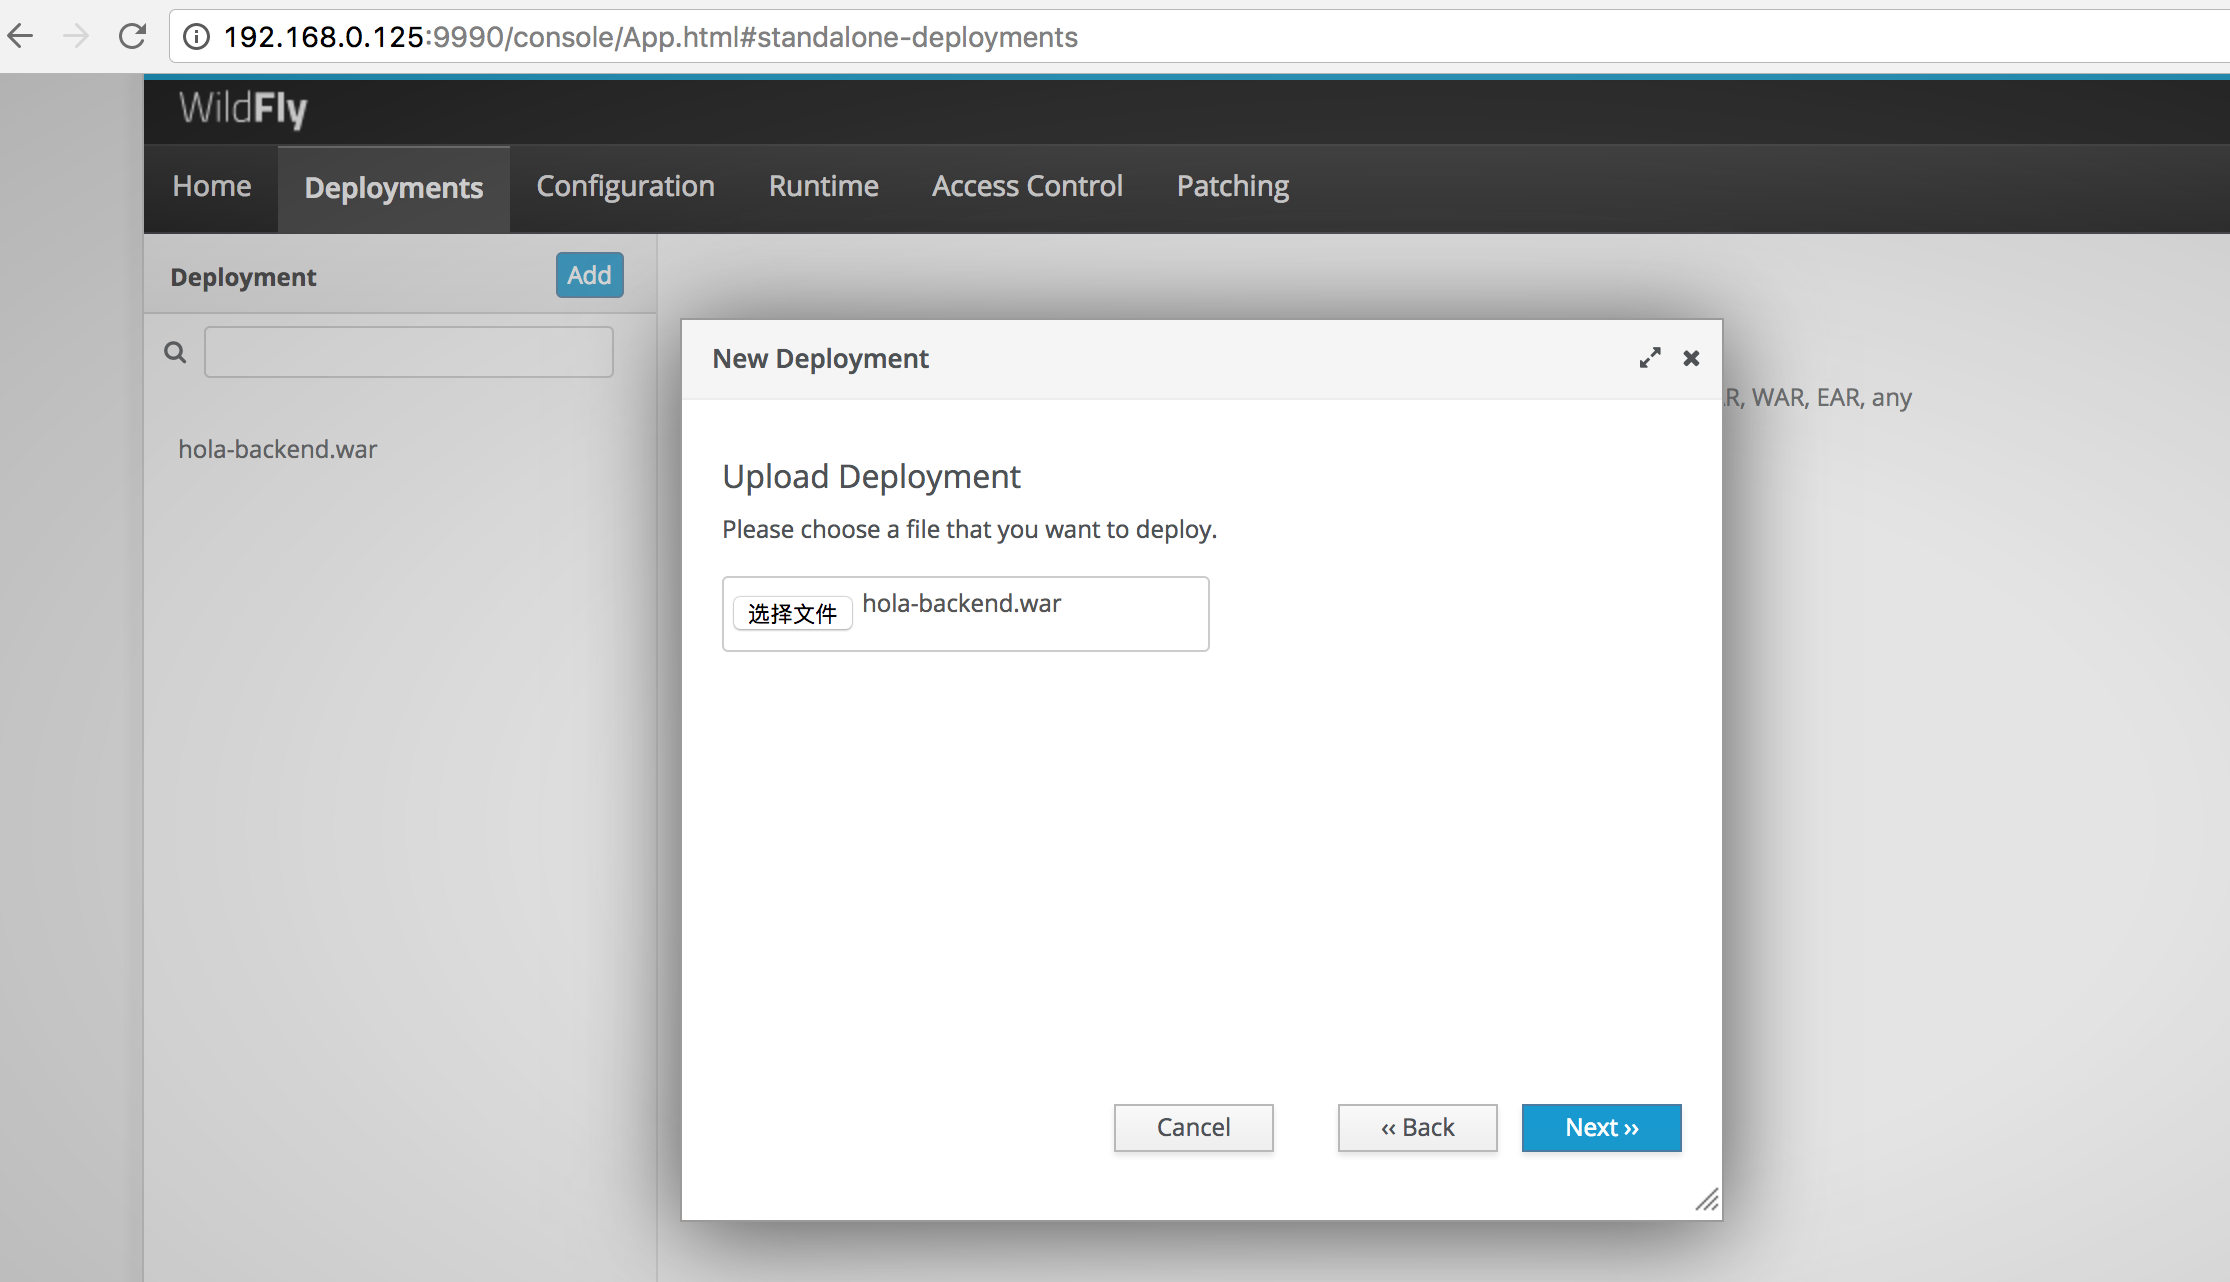 192.168.0.125:9990/console/App.html#standalone-deployments
WildFly
Home Deployments Configuration Runtime Access Control Patching
Deployment Add
hola-backend.war
New Deployment
WAR, EAR, any
Upload Deployment
Please choose a file that you want to deploy.
选择文件 hola-backend.war
Cancel ‹‹ Back Next ››